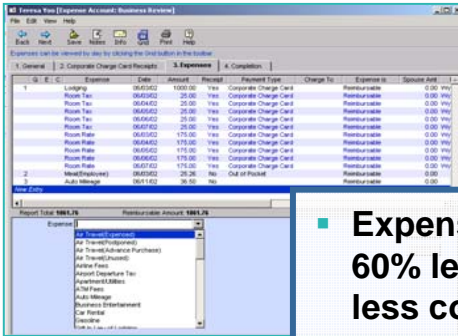 Teresa You [Expense Account: Business Review]
File Edit View Help
Back Next Save Notes Info Grid Print Help
Expenses can be viewed by day by clicking the Grid button in the toolbar.
1. General 2. Corporate Charge Card Receipts 3. Expenses 4. Completion
G E C Expense Date Amount Receipt Payment Type Charge To Expense is Spouse Amt
1 Lodging 06/03/02 1000.00 Yes Corporate Charge Card Reimbursable 0.00
Room Tax 06/03/02 25.00 Yes Corporate Charge Card Reimbursable 0.00
Room Tax 06/04/02 25.00 Yes Corporate Charge Card Reimbursable 0.00
Room Tax 06/05/02 25.00 Yes Corporate Charge Card Reimbursable 0.00
Room Tax 06/06/02 25.00 Yes Corporate Charge Card Reimbursable 0.00
Room Tax 06/07/02 25.00 Yes Corporate Charge Card Reimbursable 0.00
Room Rate 06/03/02 175.00 Yes Corporate Charge Card Reimbursable 0.00
Room Rate 06/04/02 175.00 Yes Corporate Charge Card Reimbursable 0.00
Room Rate 06/05/02 175.00 Yes Corporate Charge Card Reimbursable 0.00
Room Rate 06/06/02 175.00 Yes Corporate Charge Card Reimbursable 0.00
Room Rate 06/07/02 175.00 Yes Corporate Charge Card Reimbursable 0.00
2 Meal(Employee) 06/03/02 25.26 No Out of Pocket Reimbursable 0.00
3 Auto Mileage 06/11/02 36.50 No Reimbursable 0.00
New Entry
Report Total 1061.76 Reimbursable Amount 1061.76
Expense
Air Travel(Expensed)
Air Travel(Postponed)
Air Travel(Advance Purchase)
Air Travel(Unused)
Airline Fees
Airport Departure Tax
Apartment/Utilities
ATM Fees
Auto Mileage
Business Entertainment
Car Rental
Gasoline
▪ Expens
60% le
less co